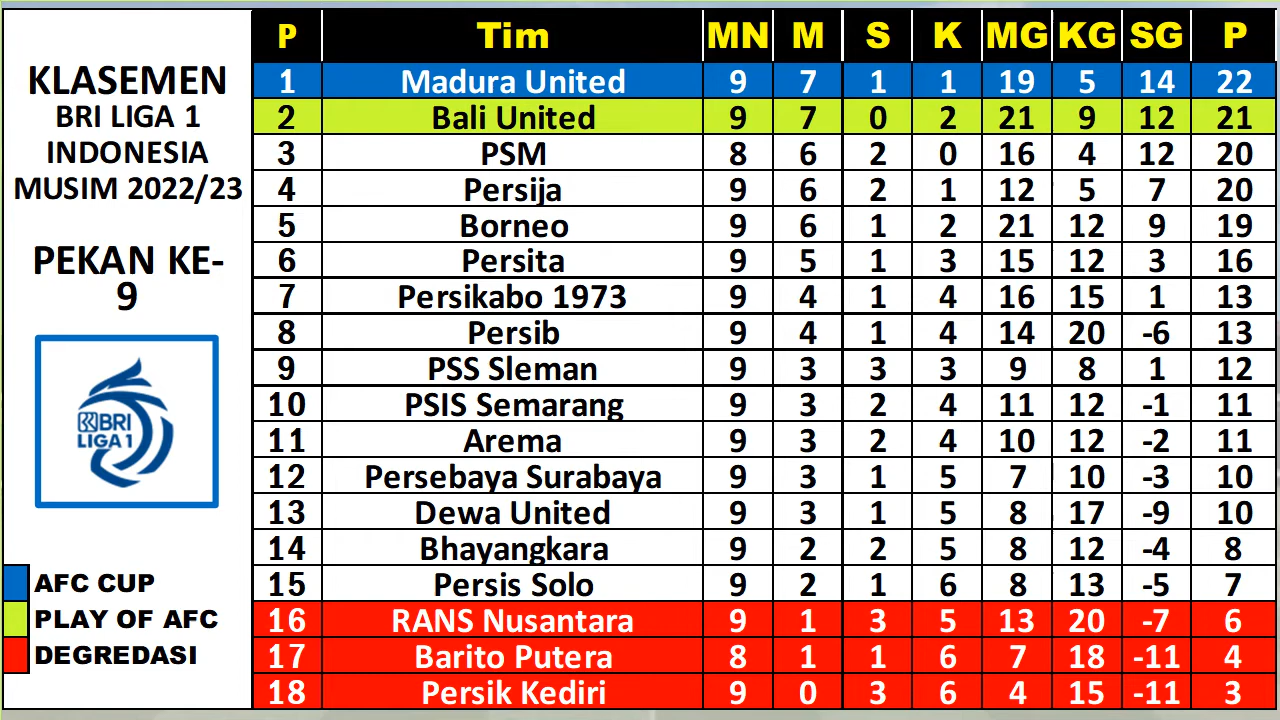 KLASEMEN
BRI LIGA 1
INDONESIA
MUSIM 2022/23
PEKAN KE-
9
BRI
LIGA 1
AFC CUP
PLAY OF AFC
DEGREDASI
P Tim MN M S K MG KG SG P
1 Madura United 9 7 1 1 19 5 14 22
2 Bali United 9 7 0 2 21 9 12 21
3 PSM 8 6 2 0 16 4 12 20
4 Persija 9 6 2 1 12 5 7 20
5 Borneo 9 6 1 2 21 12 9 19
6 Persita 9 5 1 3 15 12 3 16
7 Persikabo 1973 9 4 1 4 16 15 1 13
8 Persib 9 4 1 4 14 20 -6 13
9 PSS Sleman 9 3 3 3 9 8 1 12
10 PSIS Semarang 9 3 2 4 11 12 -1 11
11 Arema 9 3 2 4 10 12 -2 11
12 Persebaya Surabaya 9 3 1 5 7 10 -3 10
13 Dewa United 9 3 1 5 8 17 -9 10
14 Bhayangkara 9 2 2 5 8 12 -4 8
15 Persis Solo 9 2 1 6 8 13 -5 7
16 RANS Nusantara 9 1 3 5 13 20 -7 6
17 Barito Putera 8 1 1 6 7 18 -11 4
18 Persik Kediri 9 0 3 6 4 15 -11 3